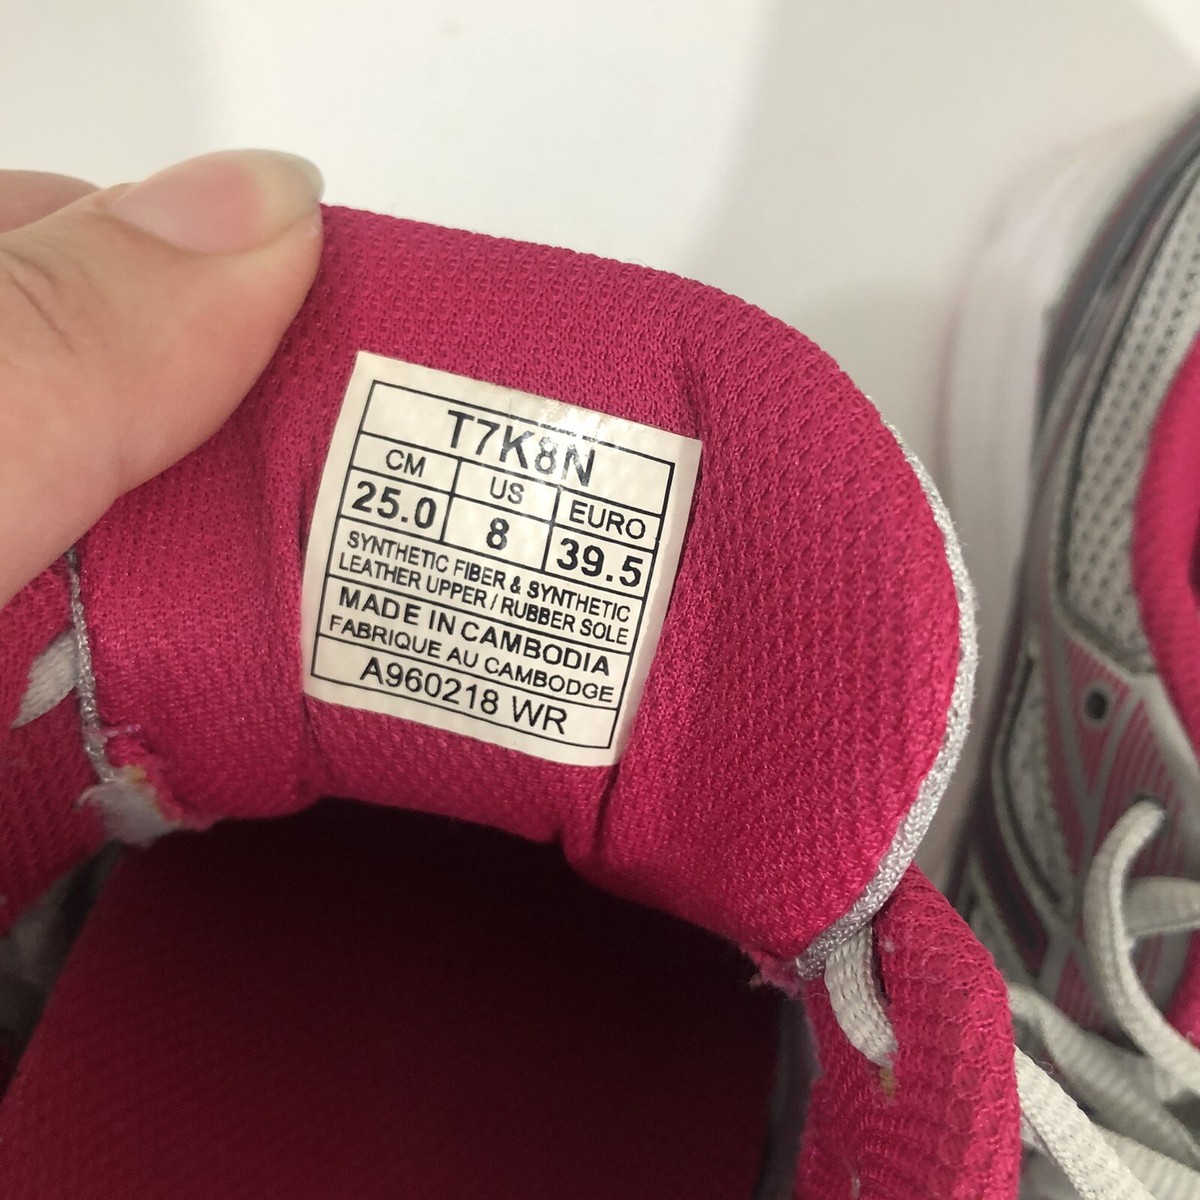 T7K8N
CM US EURO
25.0 8 39.5
SYNTHETIC FIBER & SYNTHETIC
LEATHER UPPER / RUBBER SOLE
MADE IN CAMBODIA
FABRIQUE AU CAMBODGE
A960218 WR